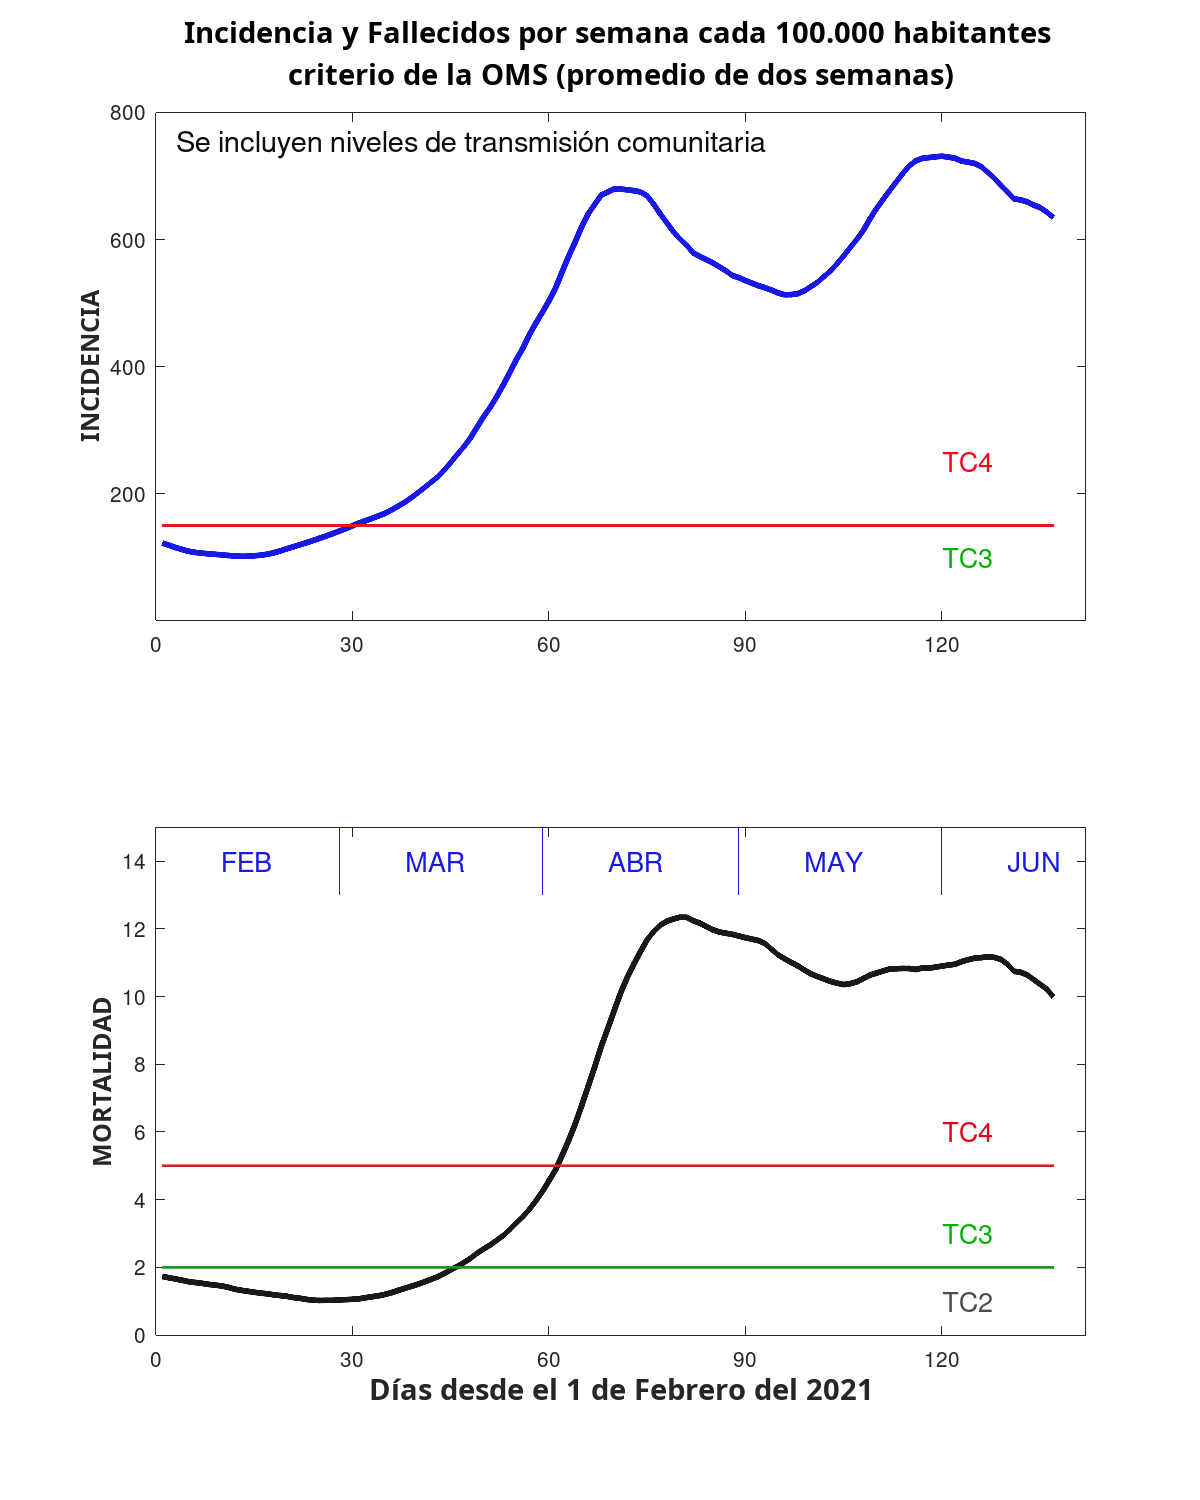 Incidencia y Fallecidos por semana cada 100.000 habitantes
criterio de la OMS (promedio de dos semanas)
800
Se incluyen niveles de transmisión comunitaria
600
INCIDENCIA
400
TC4
200
TC3
0
30
60
90
120
FEB
MAR
ABR
MAY
JUN
14
12
10
MORTALIDAD
8
6
TC4
4
TC3
2
TC2
0
0
30
60
90
120
Días desde el 1 de Febrero del 2021